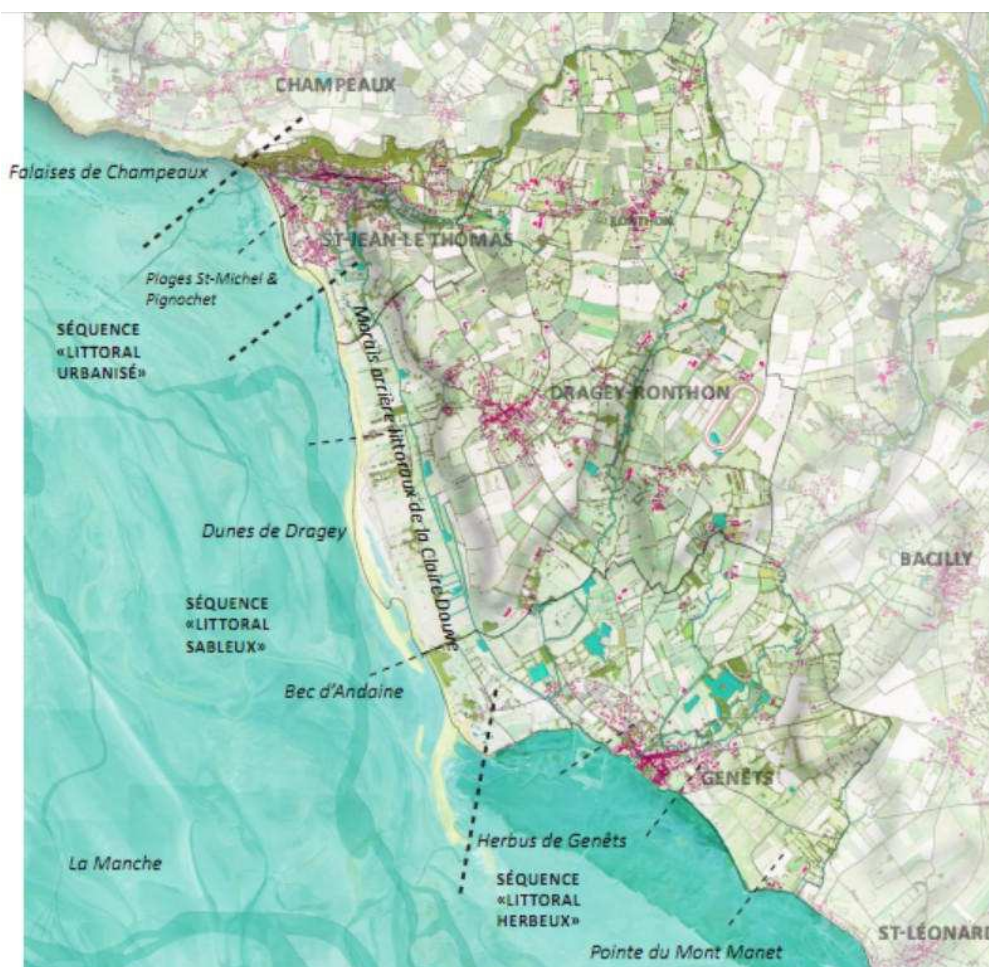 CHAMPEAUX
Falaises de Champeaux
RONTHON
ST-JEAN-LE THOMAS
Plages St-Michel &
Pignochet
SÉQUENCE
«LITTORAL
URBANISÉ»
Marais arrière-littoraux de la Claire Douve
DRAGEY-RONTHON
Dunes de Dragey
BACILLY
SÉQUENCE
«LITTORAL
SABLEUX»
Bec d'Andaine
GENÊTS
Herbus de Genêts
La Manche
SÉQUENCE
«LITTORAL
HERBEUX»
ST-LÉONARD
Pointe du Mont Manet